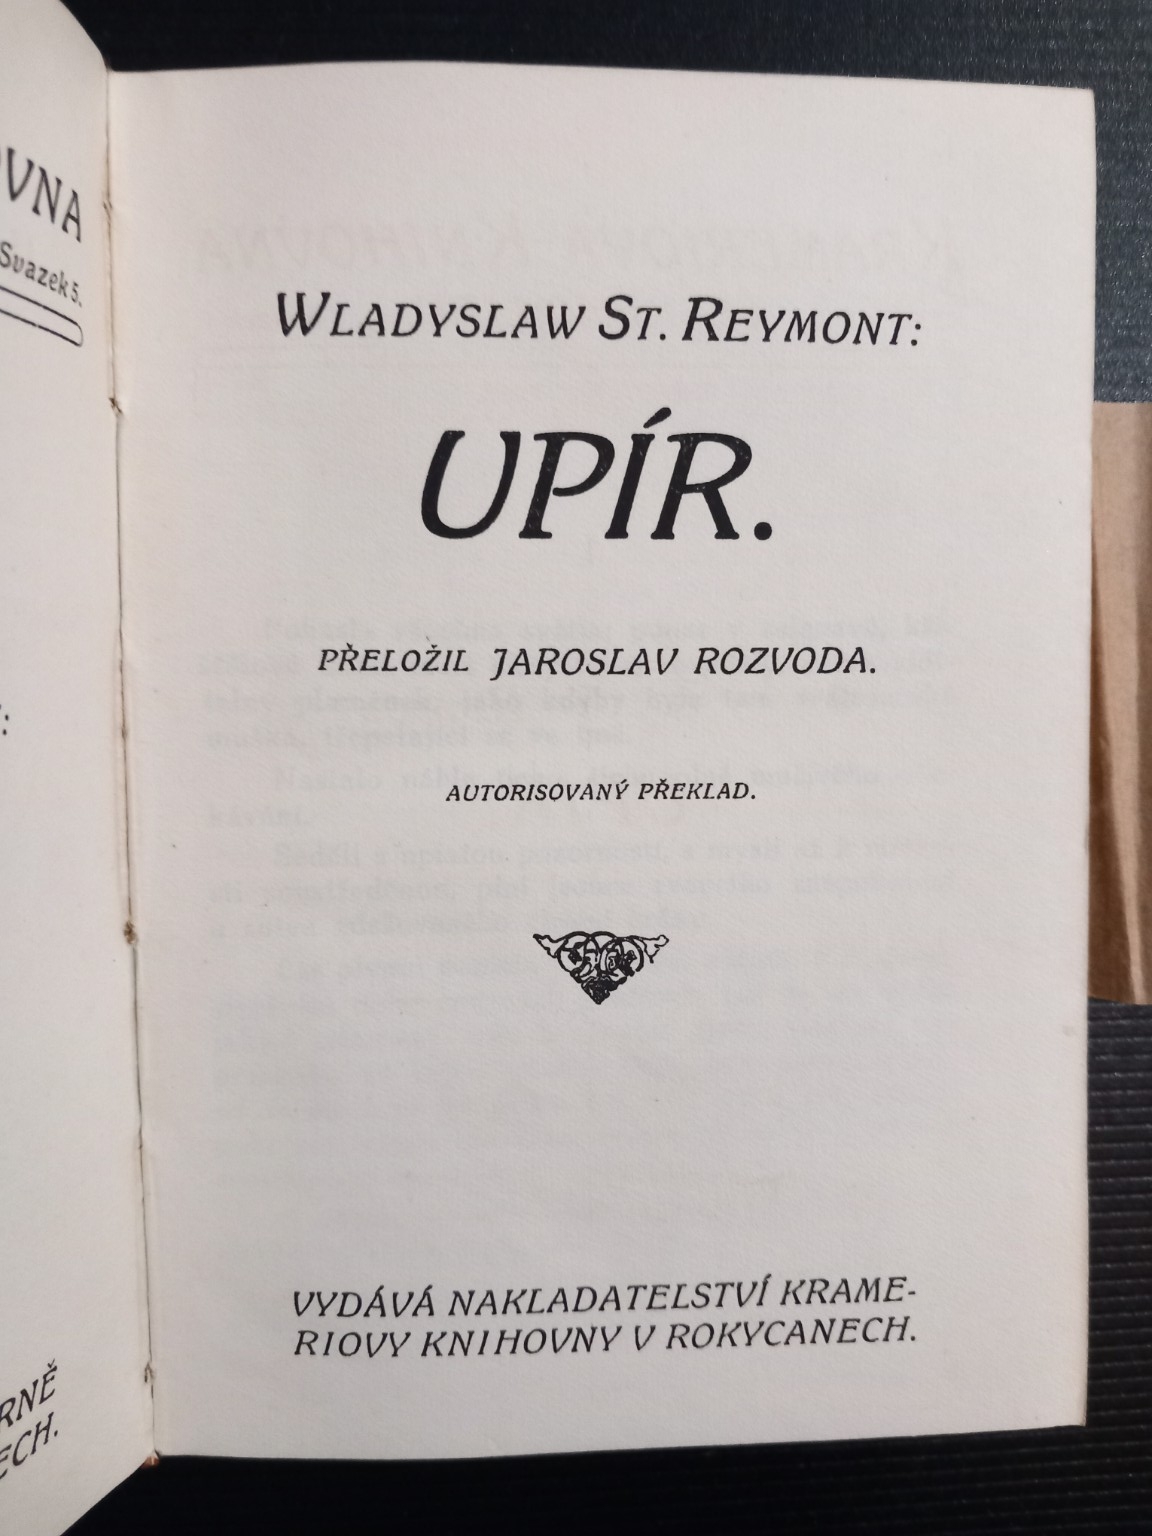 VNA
Svazek 5.
WLADYSLAW ST. REYMONT:
UPÍR.
PŘELOŽIL JAROSLAV ROZVODA.
AUTORISOVANÝ PŘEKLAD.
VYDÁVÁ NAKLADATELSTVÍ KRAME-
RIOVY KNIHOVNY V ROKYCANECH.
RNĚ
ECH.